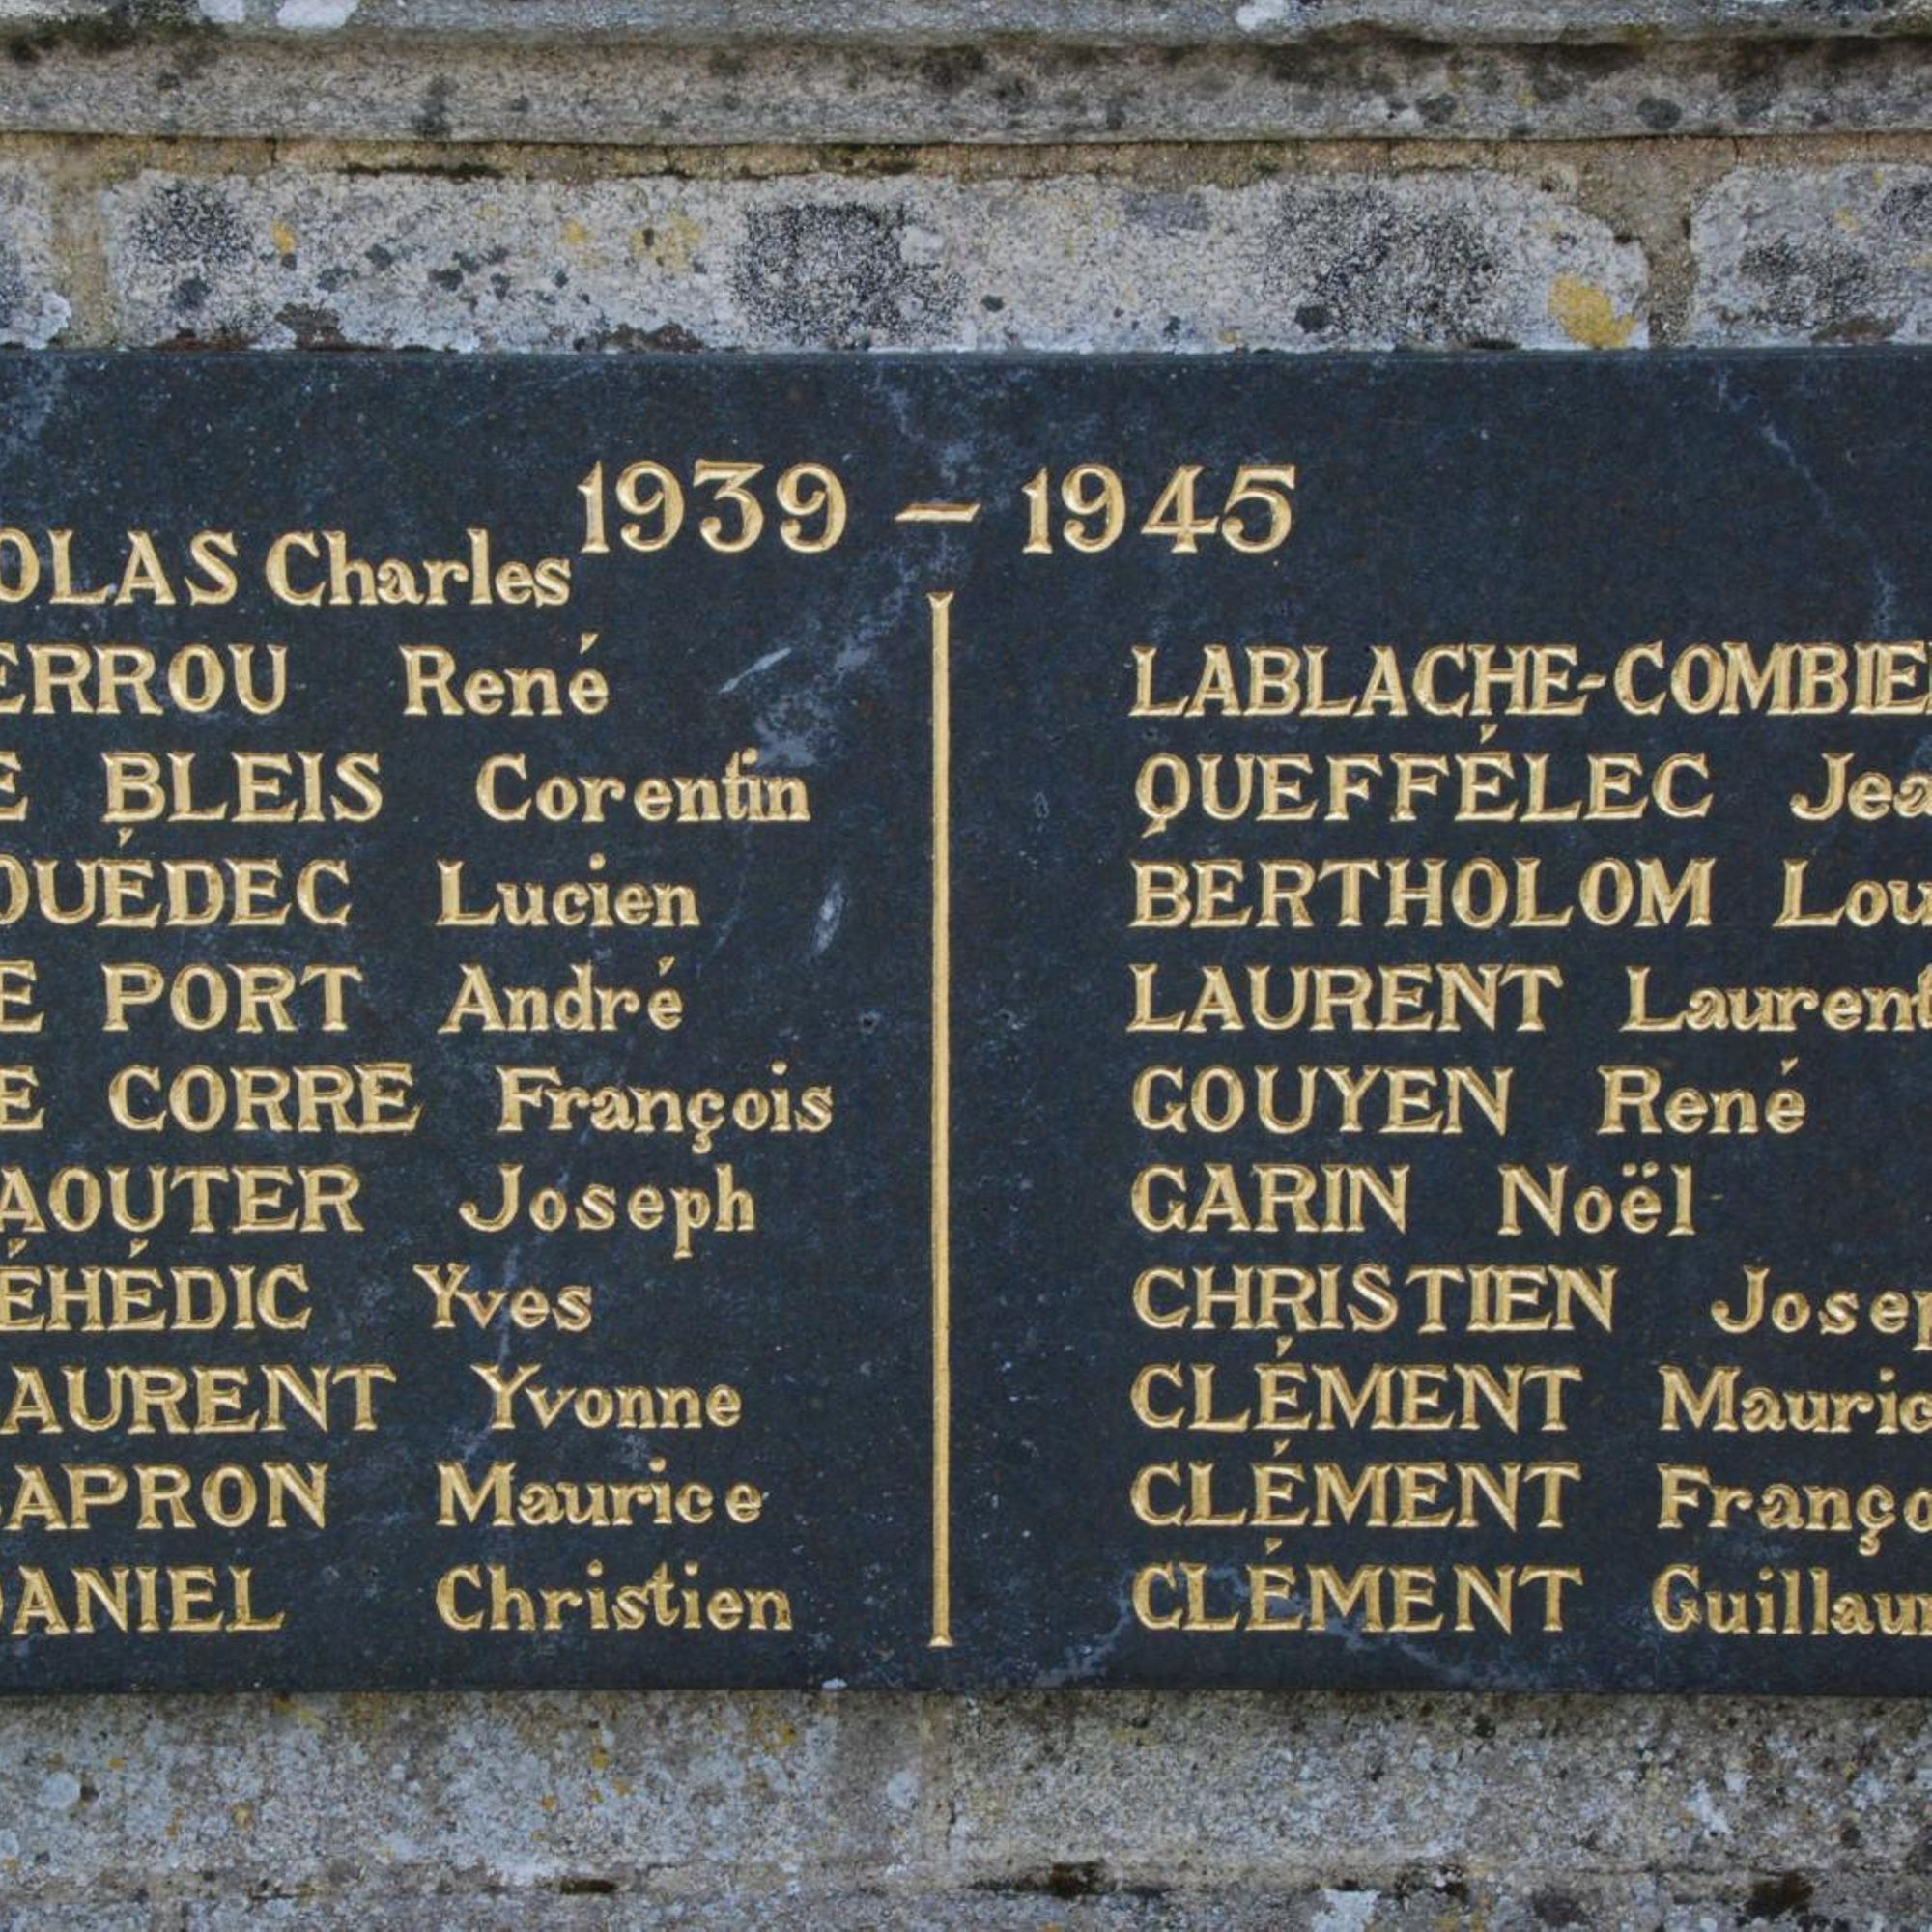 1939 – 1945
OLAS Charles
ERROU René
E BLEIS Corentin
OUÉDEC Lucien
E PORT André
E CORRE François
AOUTER Joseph
ÉHÉDIC Yves
AURENT Yvonne
APRON Maurice
DANIEL Christien
LABLACHE-COMBIE
QUEFFÉLEC Jea
BERTHOLOM Lou
LAURENT Laurent
GOUYEN René
GARIN Noël
CHRISTIEN Josep
CLÉMENT Mauric
CLÉMENT Franço
CLÉMENT Guillau